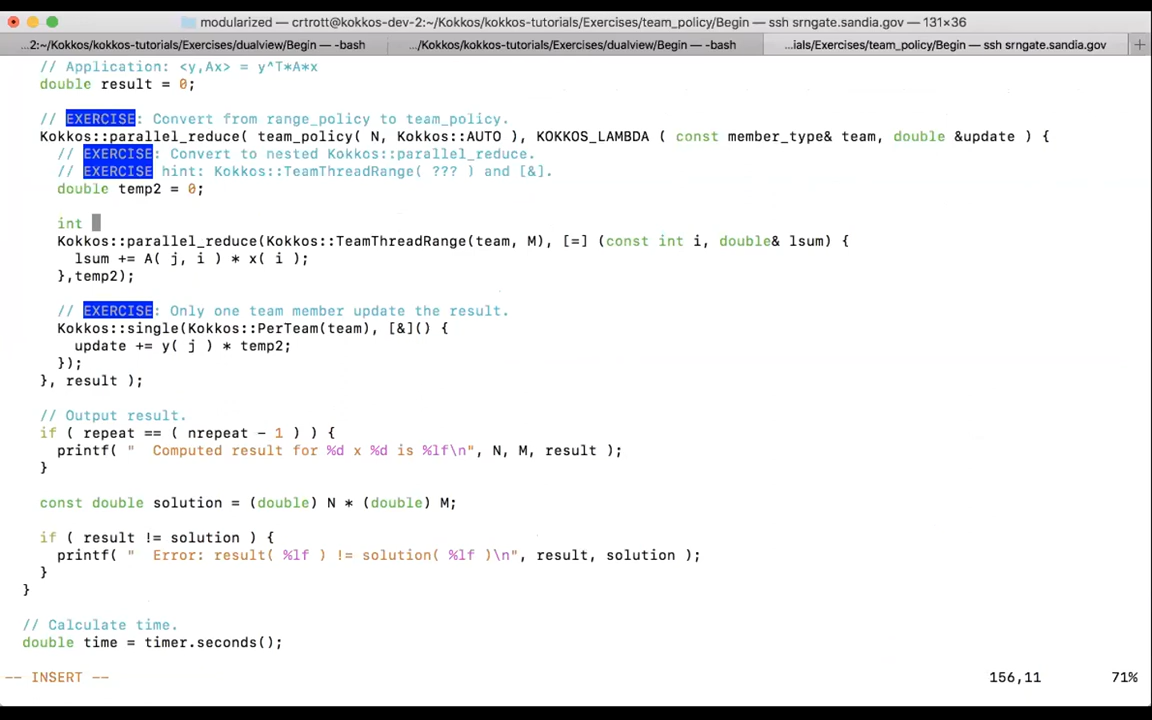 modularized — crtrott@kokkos-dev-2:~/Kokkos/kokkos-tutorials/Exercises/team_policy/Begin — ssh srngate.sandia.gov — 131×36
...2:~/Kokkos/kokkos-tutorials/Exercises/dualview/Begin — -bash
.../Kokkos/kokkos-tutorials/Exercises/dualview/Begin — -bash
...ials/Exercises/team_policy/Begin — ssh srngate.sandia.gov
+
// Application: <y,Ax> = y^T*A*x
double result = 0;
// EXERCISE: Convert from range_policy to team_policy.
Kokkos::parallel_reduce( team_policy( N, Kokkos::AUTO ), KOKKOS_LAMBDA ( const member_type& team, double &update ) {
// EXERCISE: Convert to nested Kokkos::parallel_reduce.
// EXERCISE hint: Kokkos::TeamThreadRange( ??? ) and [&].
double temp2 = 0;
int
Kokkos::parallel_reduce(Kokkos::TeamThreadRange(team, M), [=] (const int i, double& lsum) {
lsum += A( j, i ) * x( i );
},temp2);
// EXERCISE: Only one team member update the result.
Kokkos::single(Kokkos::PerTeam(team), [&]() {
update += y( j ) * temp2;
});
}, result );
// Output result.
if ( repeat == ( nrepeat - 1 ) ) {
printf( "  Computed result for %d x %d is %lf\n", N, M, result );
}
const double solution = (double) N * (double) M;
if ( result != solution ) {
printf( "  Error: result( %lf ) != solution( %lf )\n", result, solution );
}
}
// Calculate time.
double time = timer.seconds();
-- INSERT --
156,11
71%